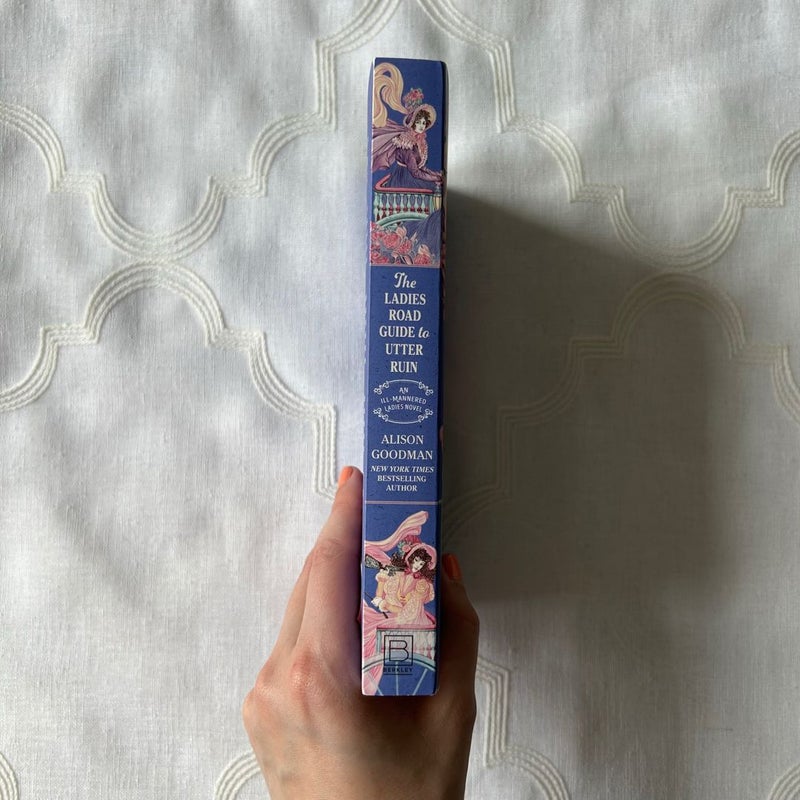 The
LADIES
ROAD
GUIDE to
UTTER
RUIN
AN
ILL-MANNERED
LADIES NOVEL
ALISON
GOODMAN
NEW YORK TIMES
BESTSELLING
AUTHOR
B
BERKLEY